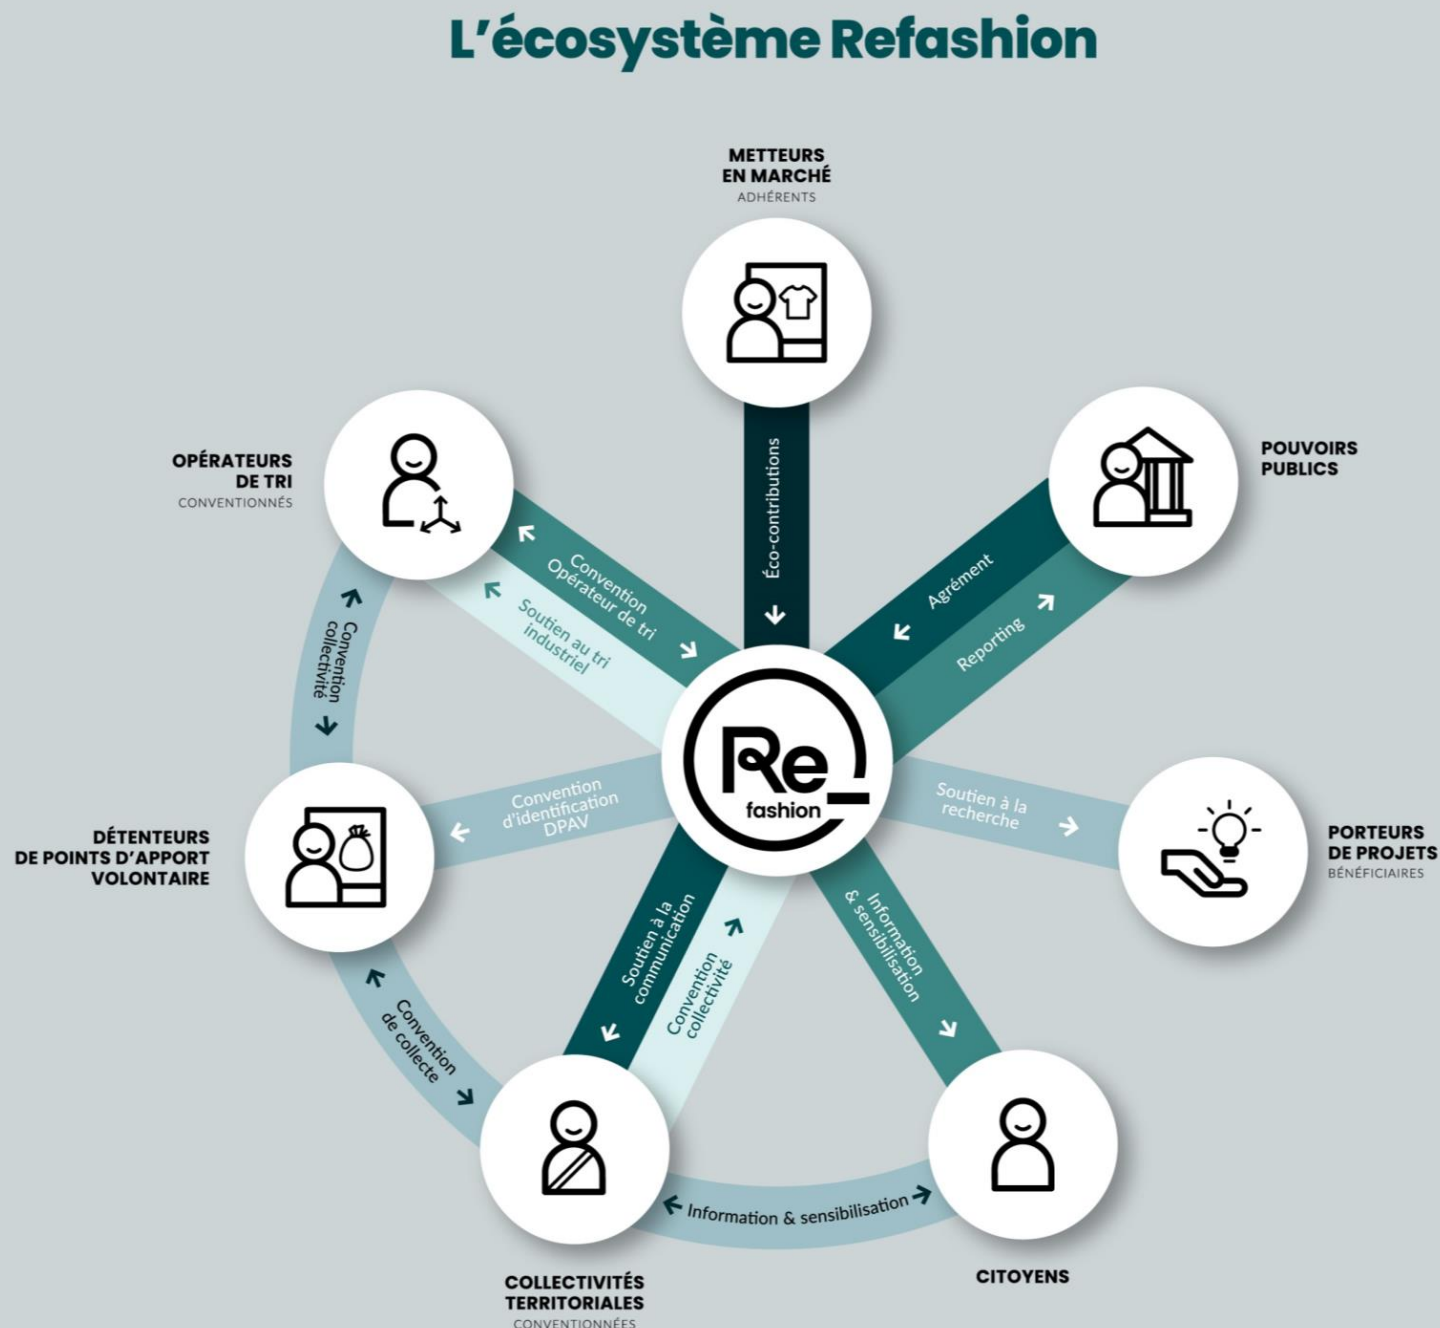 L'écosystème Refashion
METTEURS
EN MARCHÉ
ADHÉRENTS
OPÉRATEURS
DE TRI
CONVENTIONNÉS
POUVOIRS
PUBLICS
Éco-contributions
Convention
Opérateur de tri
Soutien au tri
industriel
Agrément
Reporting
Convention
collectivité
Re_
fashion
Convention
d'identification
DPAV
Soutien à la
recherche
DÉTENTEURS
DE POINTS D'APPORT
VOLONTAIRE
PORTEURS
DE PROJETS
BÉNÉFICIAIRES
Soutien à la
communication
Convention
collectivité
Information
& sensibilisation
Convention
de collecte
Information & sensibilisation
COLLECTIVITÉS
TERRITORIALES
CONVENTIONNÉES
CITOYENS